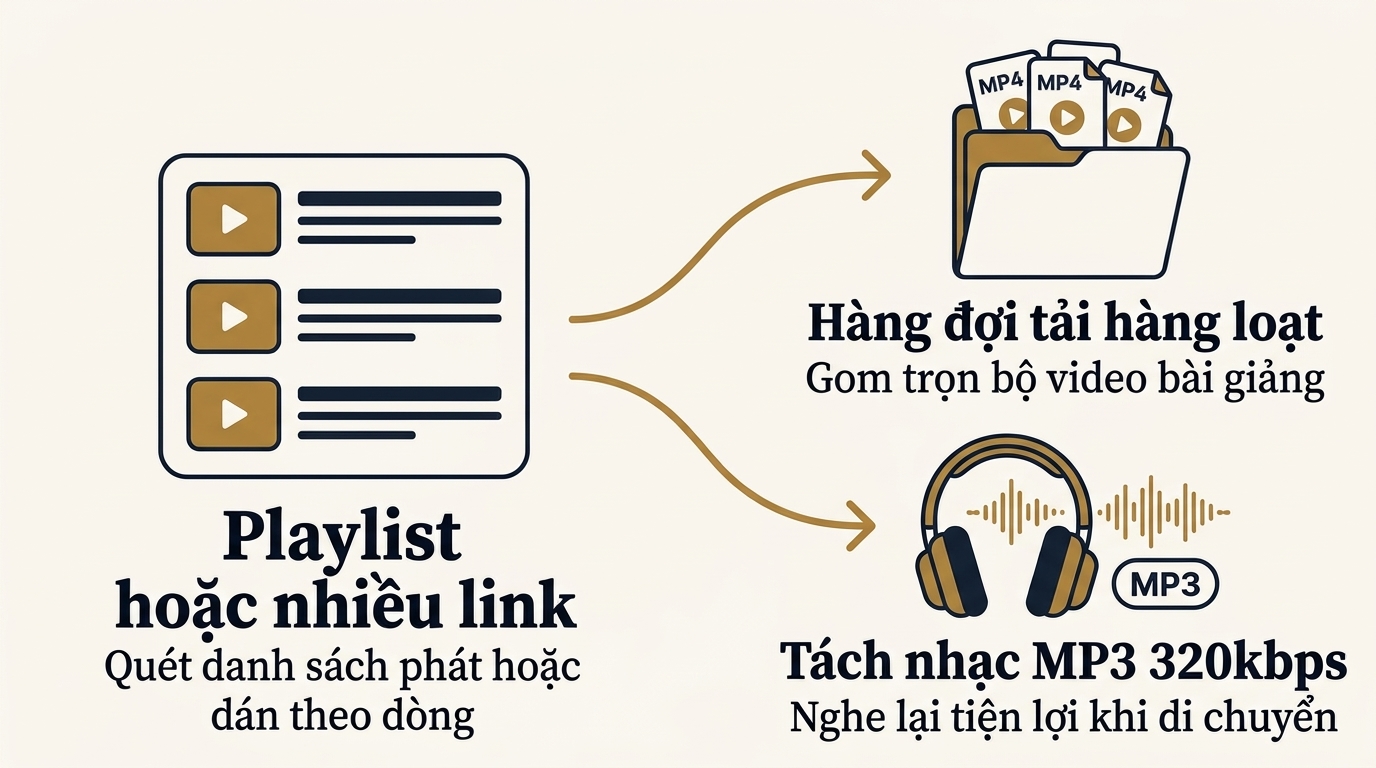 Playlist
hoặc nhiều link
Quét danh sách phát hoặc
dán theo dòng
MP4
MP4
MP4
Hàng đợi tải hàng loạt
Gom trọn bộ video bài giảng
MP3
Tách nhạc MP3 320kbps
Nghe lại tiện lợi khi di chuyển